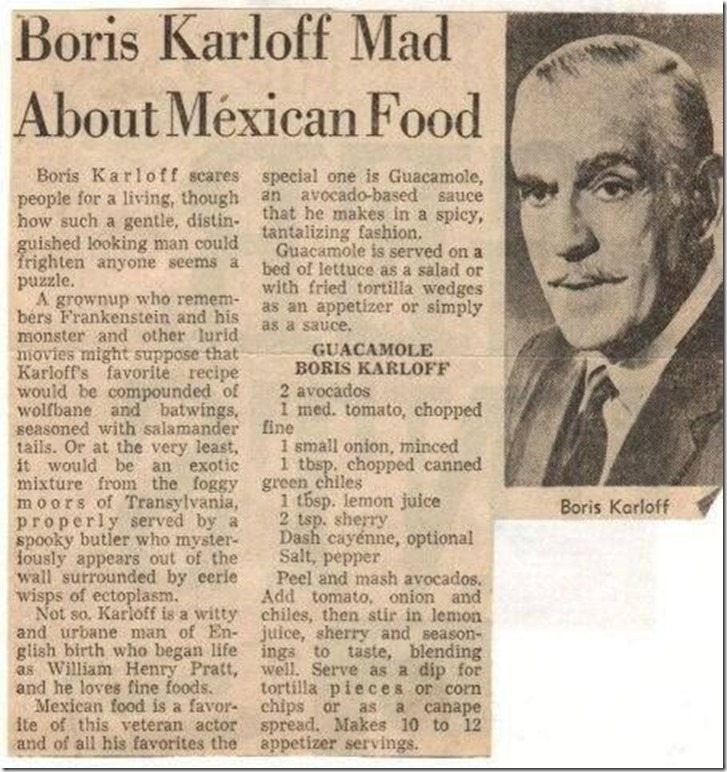 Boris Karloff Mad
About Mexican Food
Boris Karloff scares
people for a living, though
how such a gentle, distin-
guished looking man could
frighten anyone seems a
puzzle.
A grownup who remem-
bers Frankenstein and his
monster and other lurid
movies might suppose that
Karloff's favorite recipe
would be compounded of
wolfbane and batwings,
seasoned with salamander
tails. Or at the very least,
it would be an exotic
mixture from the foggy
moors of Transylvania,
properly served by a
spooky butler who myster-
iously appears out of the
wall surrounded by eerie
wisps of ectoplasm.
Not so. Karloff is a witty
and urbane man of En-
glish birth who began life
as William Henry Pratt,
and he loves fine foods.
Mexican food is a favor-
ite of this veteran actor
and of all his favorites the
special one is Guacamole,
an avocado-based sauce
that he makes in a spicy,
tantalizing fashion.
Guacamole is served on a
bed of lettuce as a salad or
with fried tortilla wedges
as an appetizer or simply
as a sauce.
GUACAMOLE
BORIS KARLOFF
2 avocados
1 med. tomato, chopped
fine
1 small onion, minced
1 tbsp. chopped canned
green chiles
1 tbsp. lemon juice
2 tsp. sherry
Dash cayenne, optional
Salt, pepper
Peel and mash avocados.
Add tomato, onion and
chiles, then stir in lemon
juice, sherry and season-
ings to taste, blending
well. Serve as a dip for
tortilla pieces or corn
chips or as a canape
spread. Makes 10 to 12
appetizer servings.
Boris Karloff